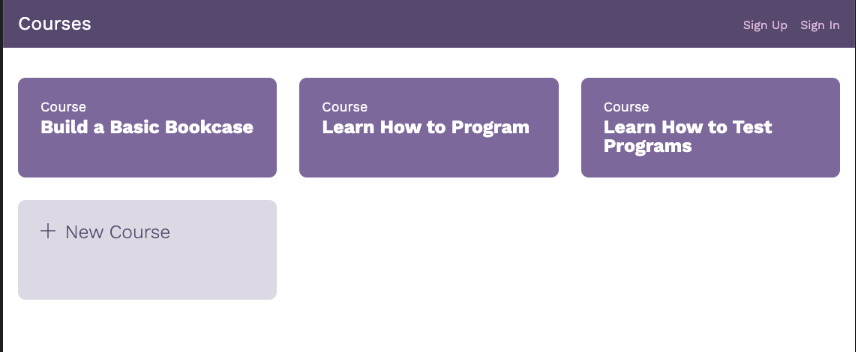 Courses
Sign Up Sign In
Course
Build a Basic Bookcase
Course
Learn How to Program
Course
Learn How to Test
Programs
+ New Course